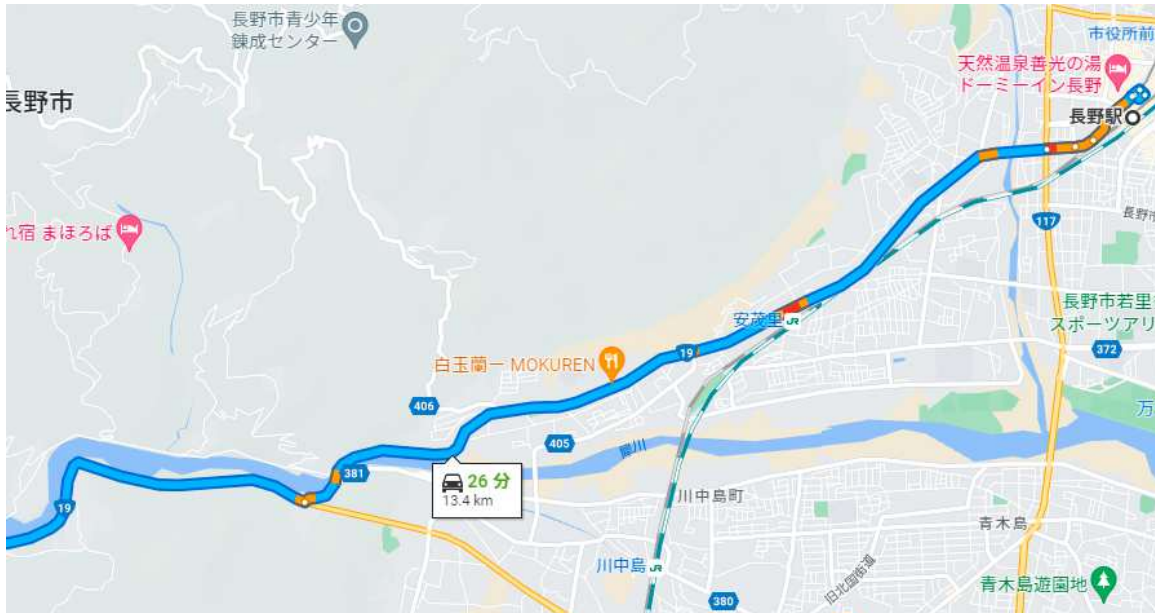 長野市青少年
錬成センター
市役所前
天然温泉善光の湯
ドーミーイン長野
長野市
長野駅
117
長野市
れ宿 まほろば
長野市若里
スポーツアリ
安茂里
JR
372
19
白玉蘭一 MOKUREN
406
405
万
犀川
381
26 分
13.4 km
川中島町
19
青木島
川中島
JR
旧北国街道
青木島遊園地
380